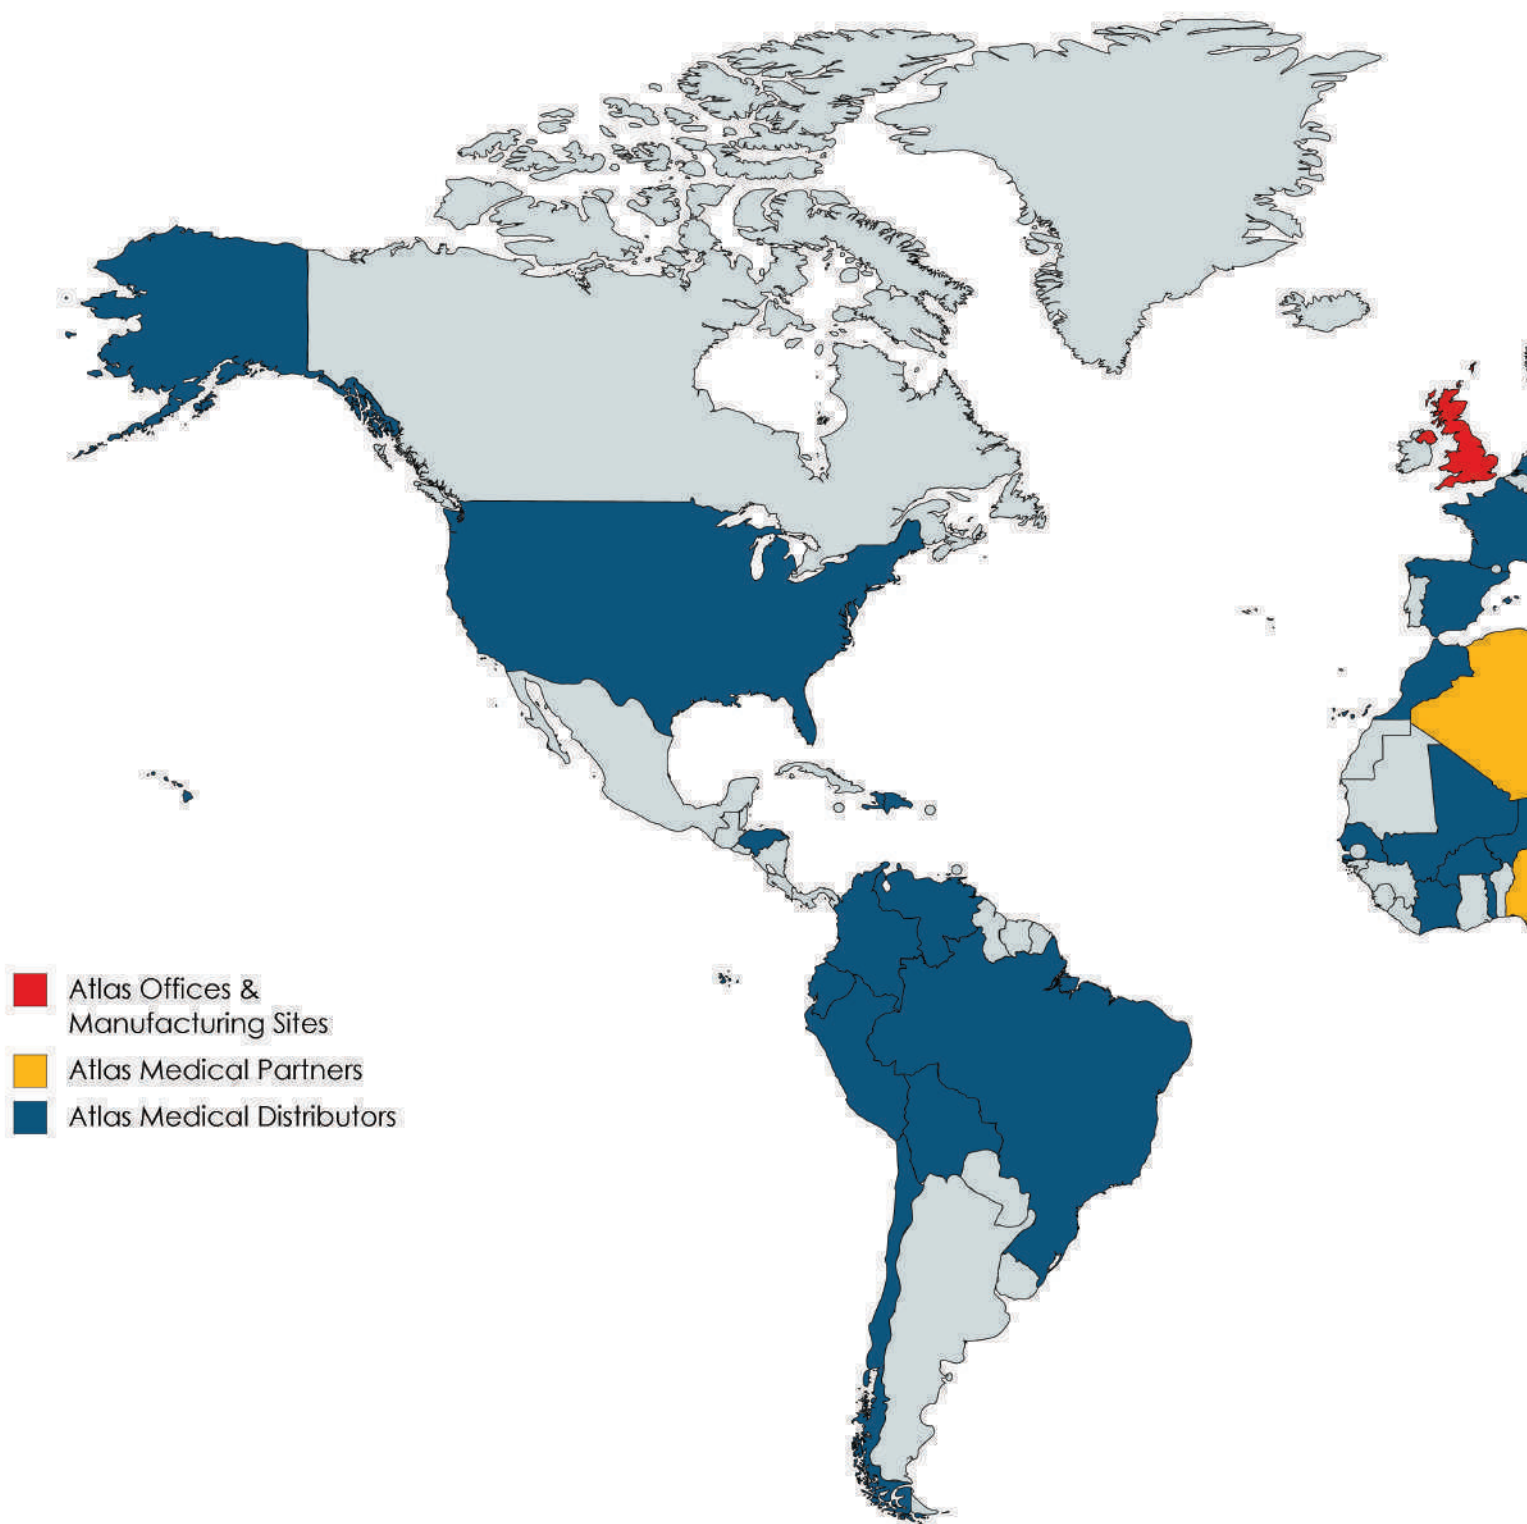 Atlas Offices &
Manufacturing Sites
Atlas Medical Partners
Atlas Medical Distributors